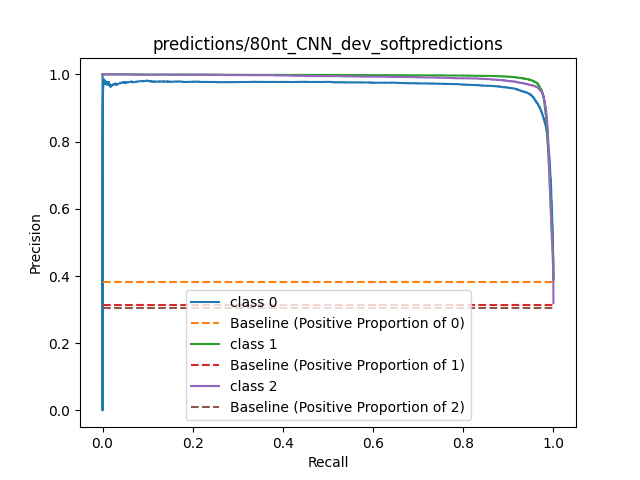 predictions/80nt_CNN_dev_softpredictions
1.0
0.8
0.6
0.4
0.2
0.0
Precision
class 0
Baseline (Positive Proportion of 0)
class 1
Baseline (Positive Proportion of 1)
class 2
Baseline (Positive Proportion of 2)
0.0 0.2 0.4 0.6 0.8 1.0
Recall